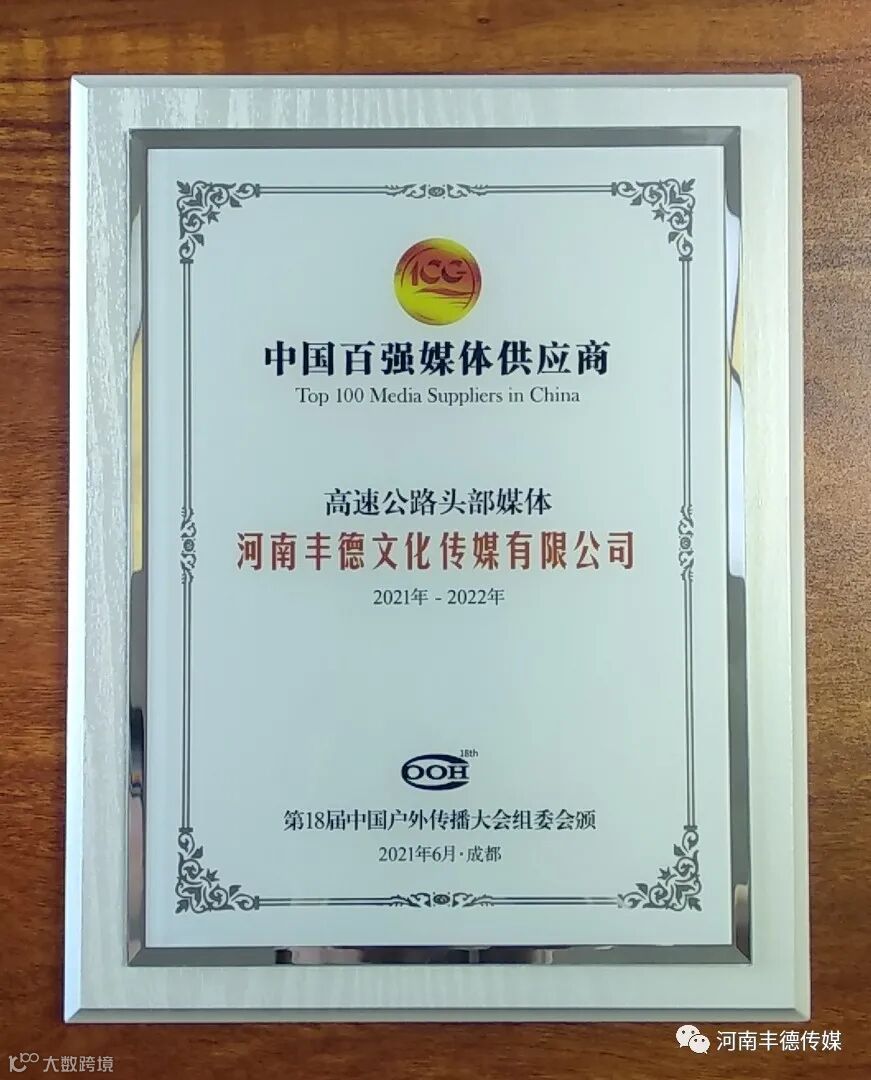 100
中国百强媒体供应商
Top 100 Media Suppliers in China
高速公路头部媒体
河南丰德文化传媒有限公司
2021年 - 2022年
18th
COOH
第18届中国户外传播大会组委会颁
2021年6月·成都
河南丰德传媒
大数跨境